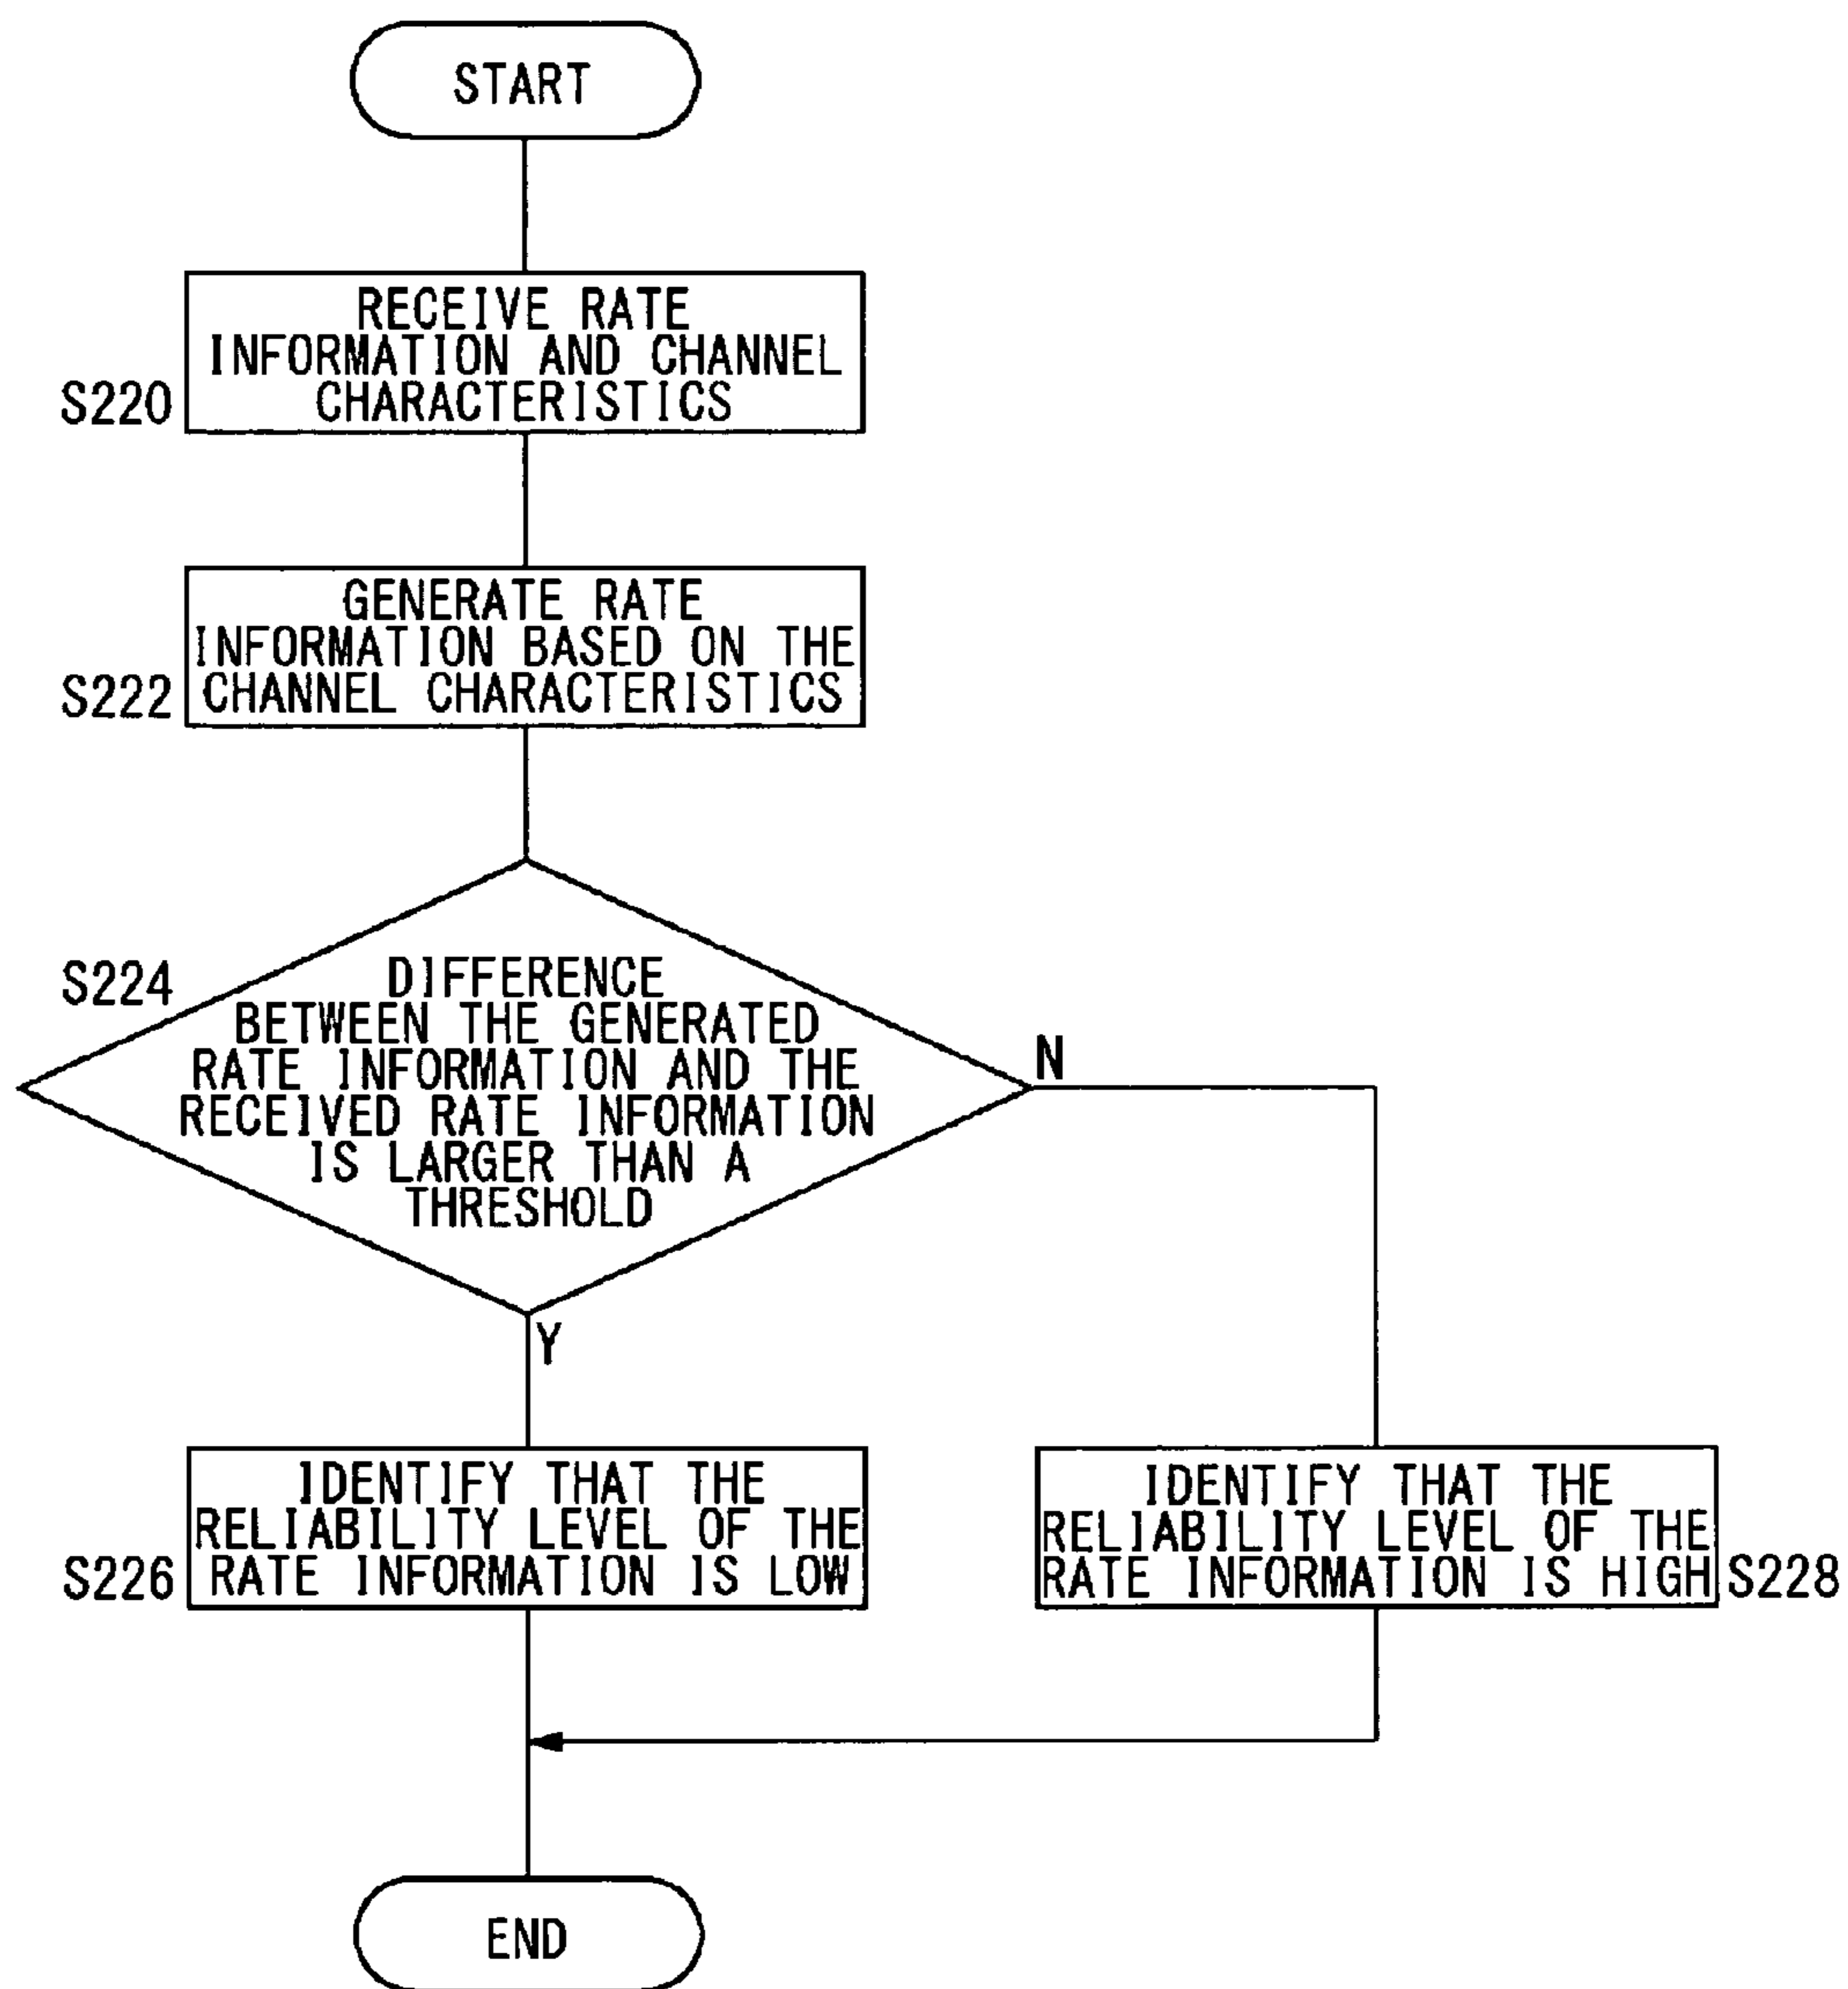 START
RECEIVE RATE
INFORMATION AND CHANNEL
CHARACTERISTICS
S220
GENERATE RATE
INFORMATION BASED ON THE
CHANNEL CHARACTERISTICS
S222
S224
DIFFERENCE
BETWEEN THE GENERATED
RATE INFORMATION AND THE
RECEIVED RATE INFORMATION
IS LARGER THAN A
THRESHOLD
N
Y
IDENTIFY THAT THE
RELIABILITY LEVEL OF THE
RATE INFORMATION IS LOW
S226
IDENTIFY THAT THE
RELIABILITY LEVEL OF THE
RATE INFORMATION IS HIGH
S228
END